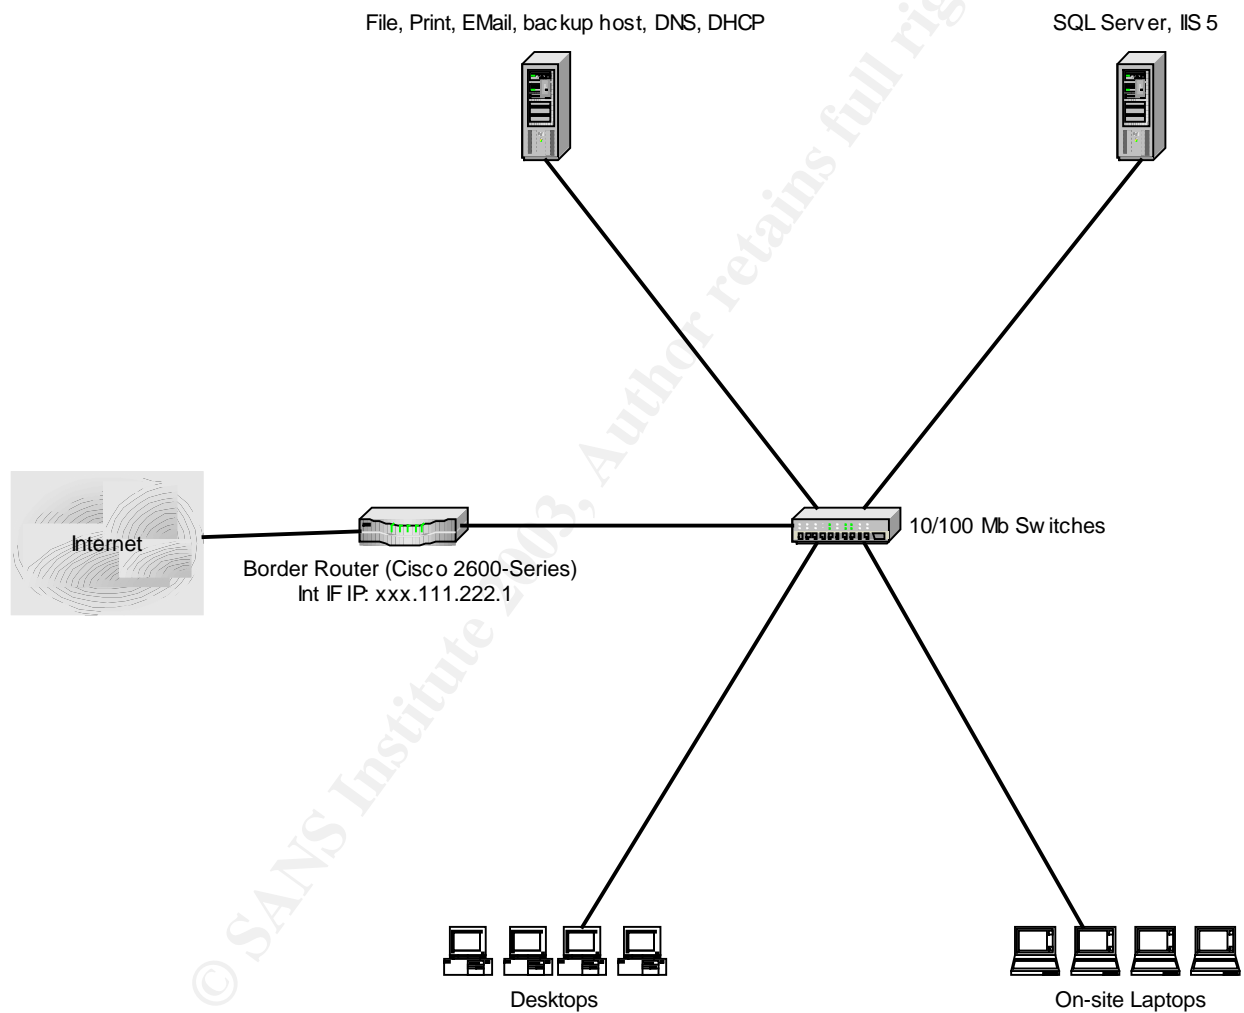 File, Print, EMail, backup host, DNS, DHCP
SQL Server, IIS 5
Internet
Border Router (Cisco 2600-Series)
Int IF IP: xxx.111.222.1
10/100 Mb Switches
Desktops
On-site Laptops
© SANS Institute 2003, Author retains full rig